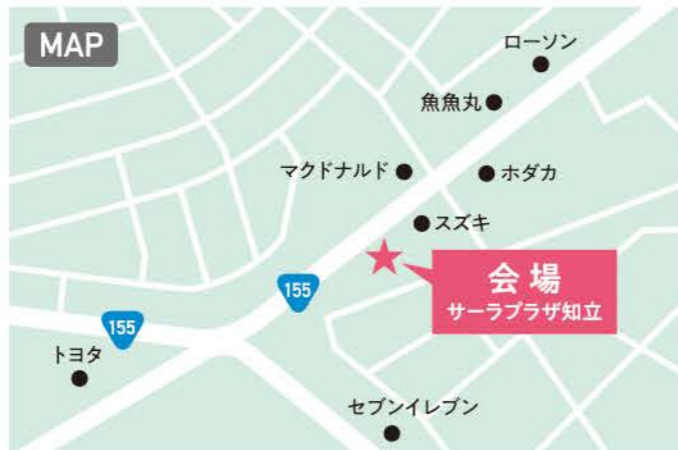 MAP
ローソン
魚魚丸
マクドナルド
ホダカ
スズキ
会場
サーラプラザ知立
155
155
トヨタ
セブンイレブン